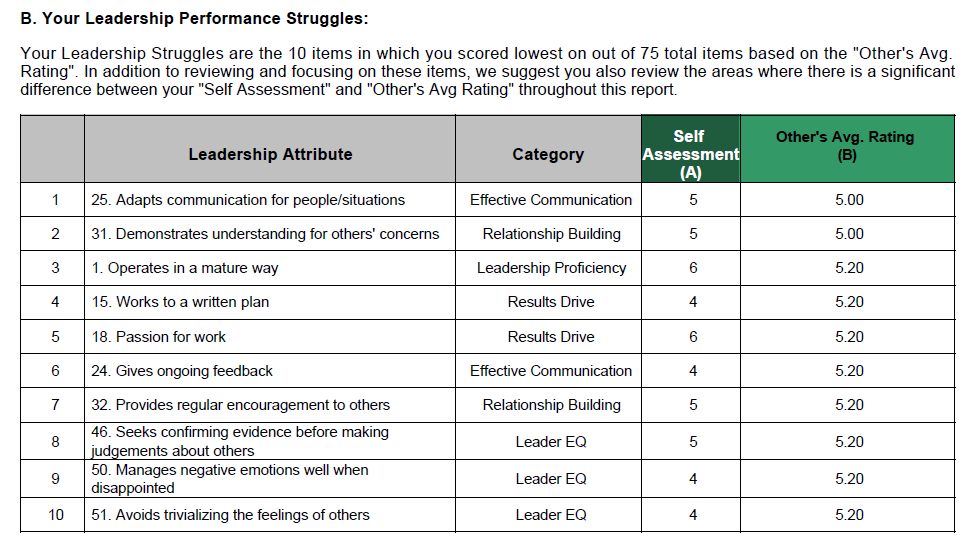 B. Your Leadership Performance Struggles:
Your Leadership Struggles are the 10 items in which you scored lowest on out of 75 total items based on the "Other's Avg.
Rating". In addition to reviewing and focusing on these items, we suggest you also review the areas where there is a significant
difference between your "Self Assessment" and "Other's Avg Rating" throughout this report.
Leadership Attribute Category Self Assessment (A) Other's Avg. Rating (B)
1 25. Adapts communication for people/situations Effective Communication 5 5.00
2 31. Demonstrates understanding for others' concerns Relationship Building 5 5.00
3 1. Operates in a mature way Leadership Proficiency 6 5.20
4 15. Works to a written plan Results Drive 4 5.20
5 18. Passion for work Results Drive 6 5.20
6 24. Gives ongoing feedback Effective Communication 4 5.20
7 32. Provides regular encouragement to others Relationship Building 5 5.20
8 46. Seeks confirming evidence before making judgements about others Leader EQ 5 5.20
9 50. Manages negative emotions well when disappointed Leader EQ 4 5.20
10 51. Avoids trivializing the feelings of others Leader EQ 4 5.20